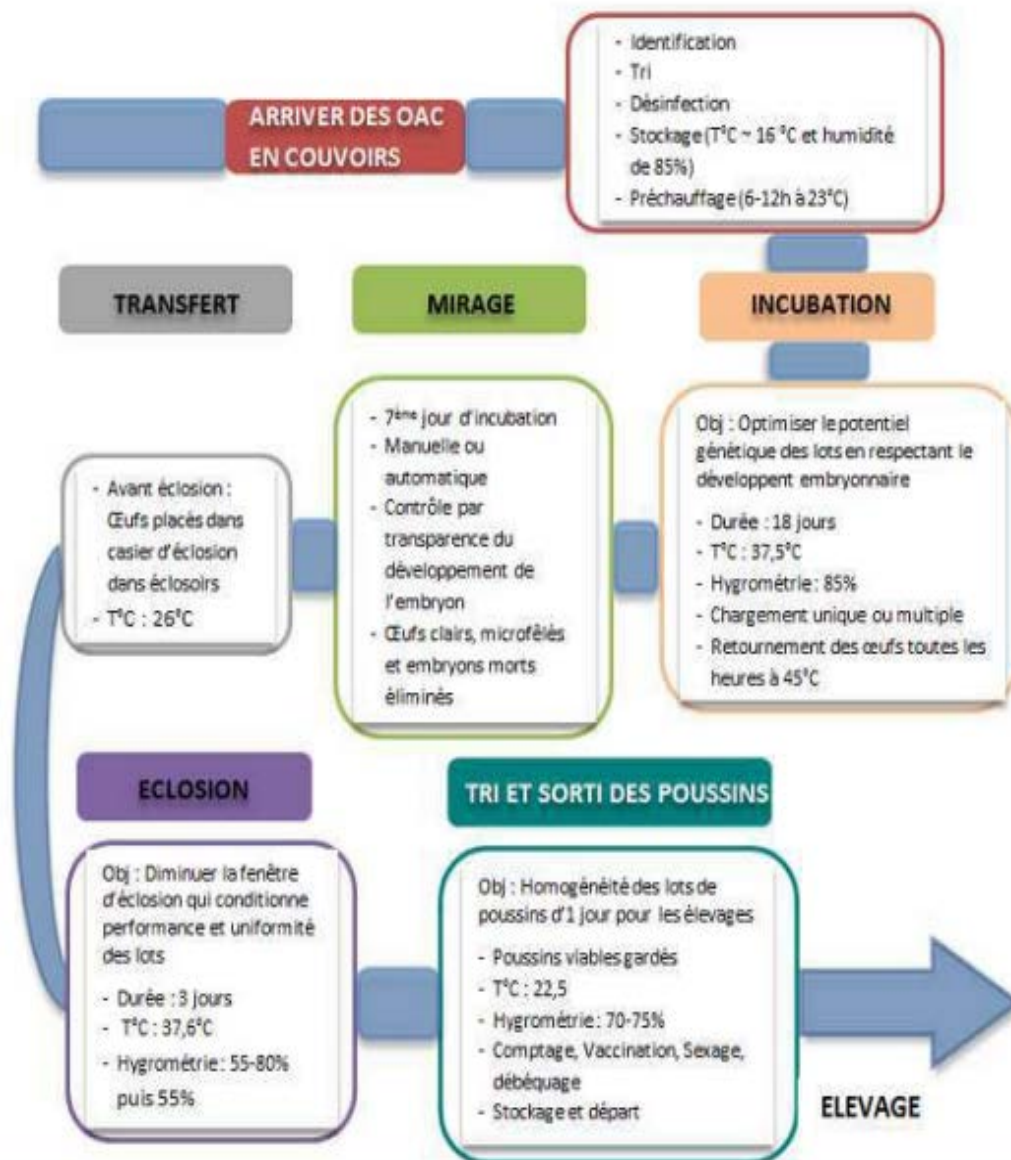 ARRIVER DES OAC
EN COUVOIRS
- Identification
- Tri
- Désinfection
- Stockage (T°C ~ 16 °C et humidité
de 85%)
- Préchauffage (6-12h à 23°C)
TRANSFERT
MIRAGE
INCUBATION
- Avant éclosion :
Œufs placés dans
casier d'éclosion
dans éclosoirs
- T°C : 26°C
- 7ème jour d'incubation
- Manuelle ou
automatique
- Contrôle par
transparence du
développement de
l'embryon
- Œufs clairs, microfêlés
et embryons morts
éliminés
Obj : Optimiser le potentiel
génétique des lots en respectant le
développent embryonnaire
- Durée : 18 jours
- T°C : 37,5°C
- Hygrométrie : 85%
- Chargement unique ou multiple
- Retournement des œufs toutes les
heures à 45°C
ECLOSION
TRI ET SORTI DES POUSSINS
Obj : Diminuer la fenêtre
d'éclosion qui conditionne
performance et uniformité
des lots
- Durée : 3 jours
- T°C : 37,6°C
- Hygrométrie : 55-80%
puis 55%
Obj : Homogénéité des lots de
poussins d'1 jour pour les élevages
- Poussins viables gardés
- T°C : 22,5
- Hygrométrie : 70-75%
- Comptage, Vaccination, Sexage,
débéquage
- Stockage et départ
ELEVAGE